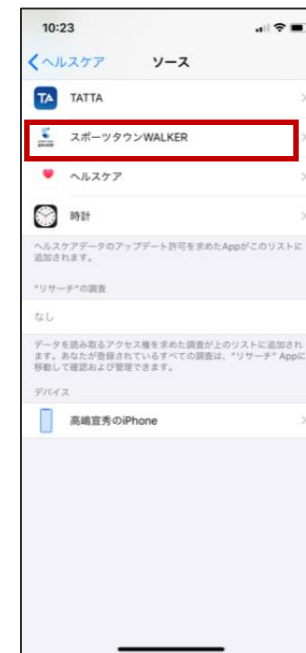 10:23
ヘルスケア ソース
TA TATTA
スポーツタウンWALKER
ヘルスケア
時計
ヘルスケアデータのアップデート許可を求めたAppがこのリストに
追加されます。
"リサーチ"の調査
なし
データを読み取るアクセス権を求めた調査が上のリストに追加され
ます。あなたが登録されているすべての調査は、"リサーチ" Appに
移動して確認および管理できます。
デバイス
高嶋宣秀のiPhone